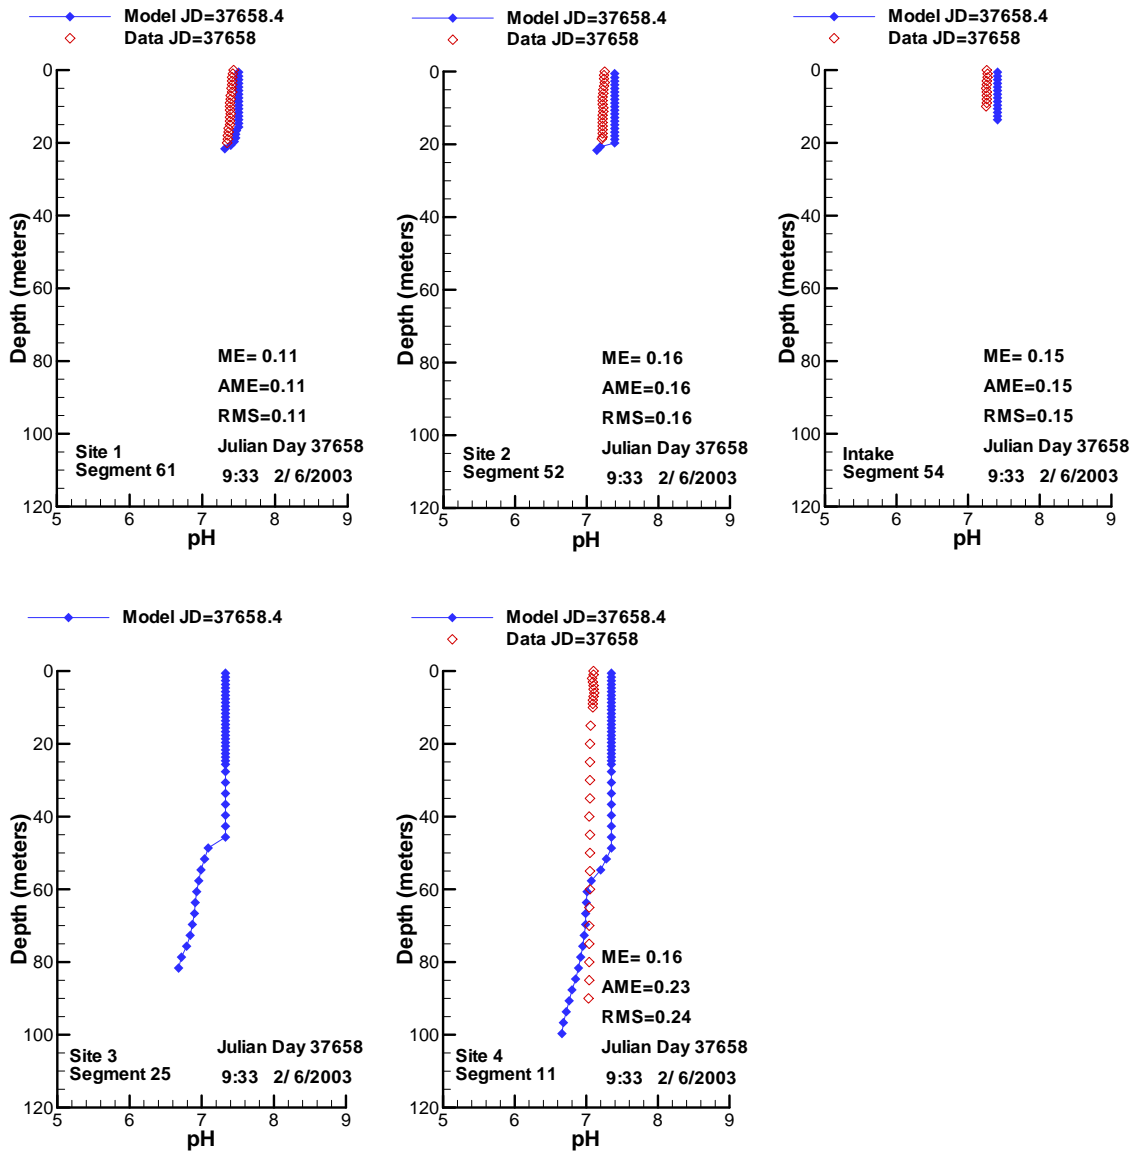 Model JD=37658.4
Data JD=37658
0
20
40
60
80
100
120
Depth (meters)
ME= 0.11
AME=0.11
RMS=0.11
Julian Day 37658
9:33 2/ 6/2003
Site 1
Segment 61
5 6 7 8 9
pH
Model JD=37658.4
Data JD=37658
0
20
40
60
80
100
120
Depth (meters)
ME= 0.16
AME=0.16
RMS=0.16
Julian Day 37658
9:33 2/ 6/2003
Site 2
Segment 52
5 6 7 8 9
pH
Model JD=37658.4
Data JD=37658
0
20
40
60
80
100
120
Depth (meters)
ME= 0.15
AME=0.15
RMS=0.15
Julian Day 37658
9:33 2/ 6/2003
Intake
Segment 54
5 6 7 8 9
pH
Model JD=37658.4
0
20
40
60
80
100
120
Depth (meters)
Julian Day 37658
9:33 2/ 6/2003
Site 3
Segment 25
5 6 7 8 9
pH
Model JD=37658.4
Data JD=37658
0
20
40
60
80
100
120
Depth (meters)
ME= 0.16
AME=0.23
RMS=0.24
Julian Day 37658
9:33 2/ 6/2003
Site 4
Segment 11
5 6 7 8 9
pH